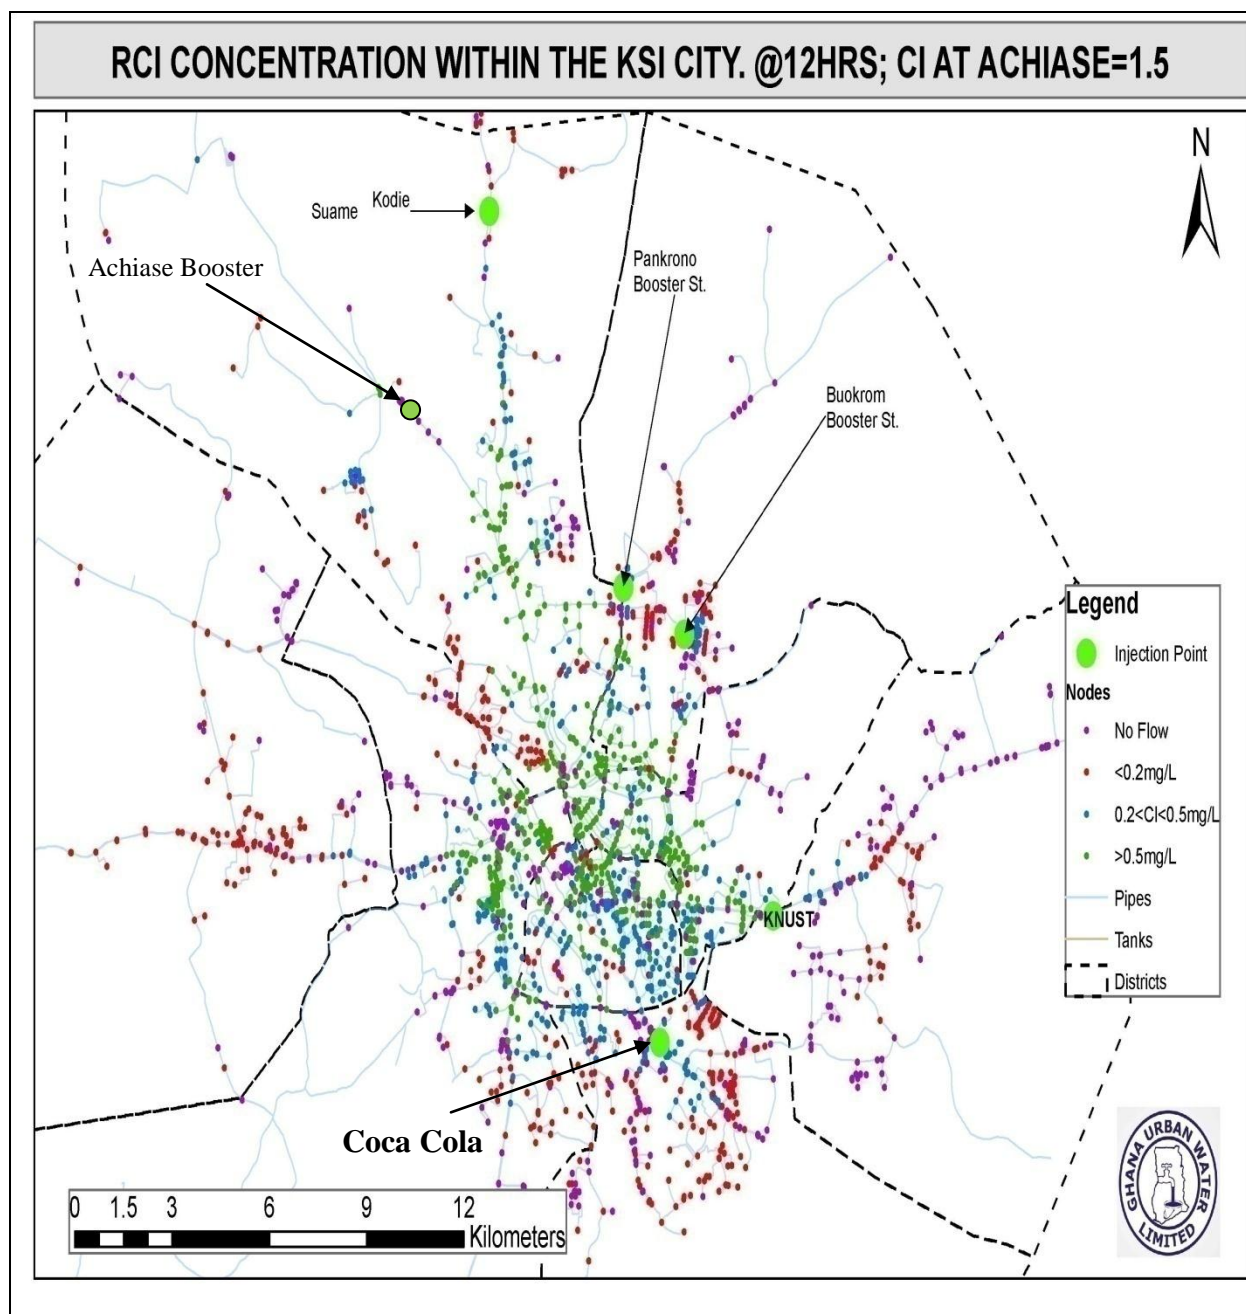 RCI CONCENTRATION WITHIN THE KSI CITY. @12HRS; CI AT ACHIASE=1.5
N
Suame
Kodie
Achiase Booster
Pankrono
Booster St.
Buokrom
Booster St.
Legend
Injection Point
Nodes
No Flow
<0.2mg/L
0.2<Cl<0.5mg/L
>0.5mg/L
Pipes
Tanks
Districts
KNUST
Coca Cola
0 1.5 3 6 9 12
Kilometers
GHANA URBAN WATER
LIMITED